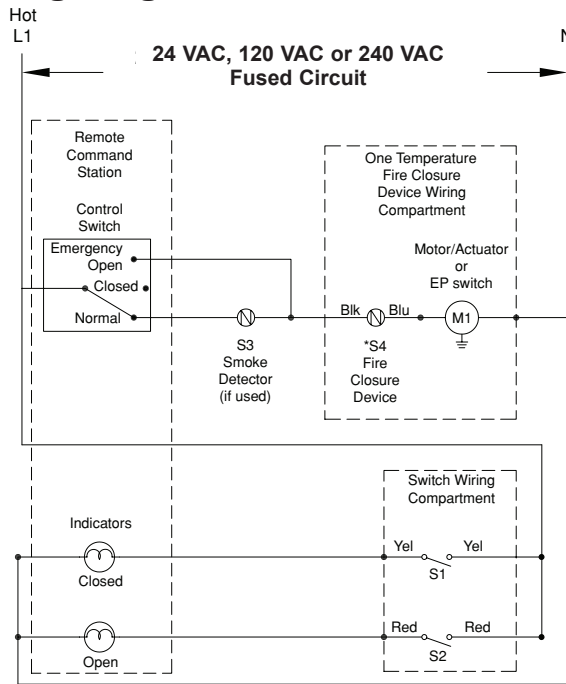 Hot
L1
N
24 VAC, 120 VAC or 240 VAC
Fused Circuit
Remote
Command
Station
Control
Switch
Emergency
Open
Closed
Normal
S3
Smoke
Detector
(if used)
One Temperature
Fire Closure
Device Wiring
Compartment
Motor/Actuator
or
EP switch
Blk
Blu
M1
*S4
Fire
Closure
Device
Switch Wiring
Compartment
Indicators
Closed
Yel
Yel
S1
Open
Red
Red
S2